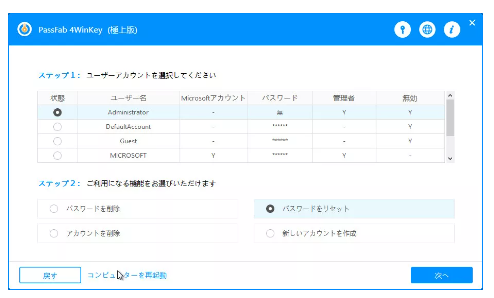 PassFab 4WinKey (極上版)
ステップ1: ユーザーアカウントを選択してください
状態 ユーザー名 Microsoftアカウント パスワード 管理者 無効
Administrator - 無 Y Y
DefaultAccount - ****** - Y
Guest - ****** - Y
MICROSOFT Y ****** Y -
ステップ2: ご利用になる機能をお選びいただけます
パスワードを削除 パスワードをリセット
アカウントを削除 新しいアカウントを作成
戻す コンピューターを再起動 次へ